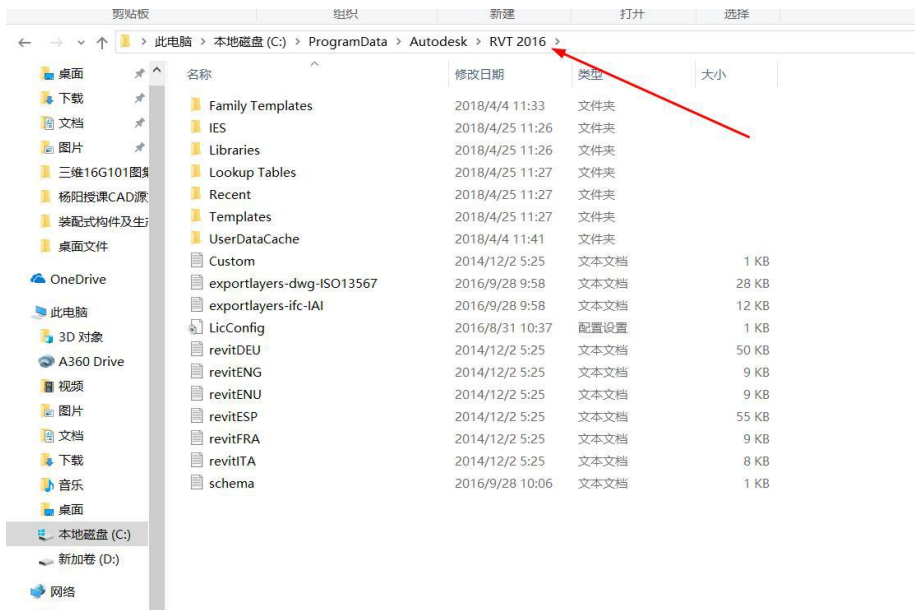 剪贴板 组织 新建 打开 选择
此电脑 > 本地磁盘 (C:) > ProgramData > Autodesk > RVT 2016 >
名称 修改日期 类型 大小
桌面
下载
文档
图片
三维16G101图集
杨阳授课CAD源
装配式构件及生产
桌面文件
OneDrive
此电脑
3D 对象
A360 Drive
视频
图片
文档
下载
音乐
桌面
本地磁盘 (C:)
新加卷 (D:)
网络
Family Templates 2018/4/4 11:33 文件夹
IES 2018/4/25 11:26 文件夹
Libraries 2018/4/25 11:26 文件夹
Lookup Tables 2018/4/25 11:27 文件夹
Recent 2018/4/25 11:27 文件夹
Templates 2018/4/25 11:27 文件夹
UserDataCache 2018/4/4 11:41 文件夹
Custom 2014/12/2 5:25 文本文档 1 KB
exportlayers-dwg-ISO13567 2016/9/28 9:58 文本文档 28 KB
exportlayers-ifc-IAI 2016/9/28 9:58 文本文档 12 KB
LicConfig 2016/8/31 10:37 配置设置 1 KB
revitDEU 2014/12/2 5:25 文本文档 50 KB
revitENG 2014/12/2 5:25 文本文档 9 KB
revitENU 2014/12/2 5:25 文本文档 9 KB
revitESP 2014/12/2 5:25 文本文档 55 KB
revitFRA 2014/12/2 5:25 文本文档 9 KB
revitITA 2014/12/2 5:25 文本文档 8 KB
schema 2016/9/28 10:06 文本文档 1 KB